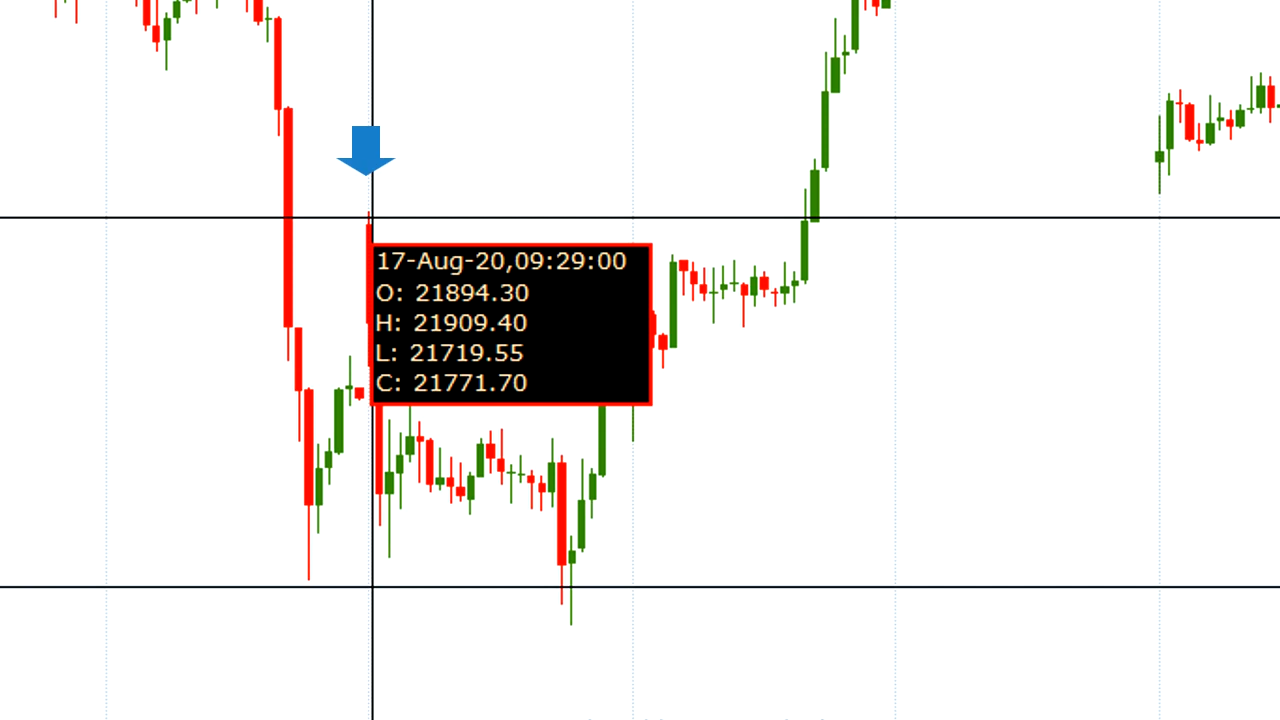 17-Aug-20,09:29:00
O: 21894.30
H: 21909.40
L: 21719.55
C: 21771.70